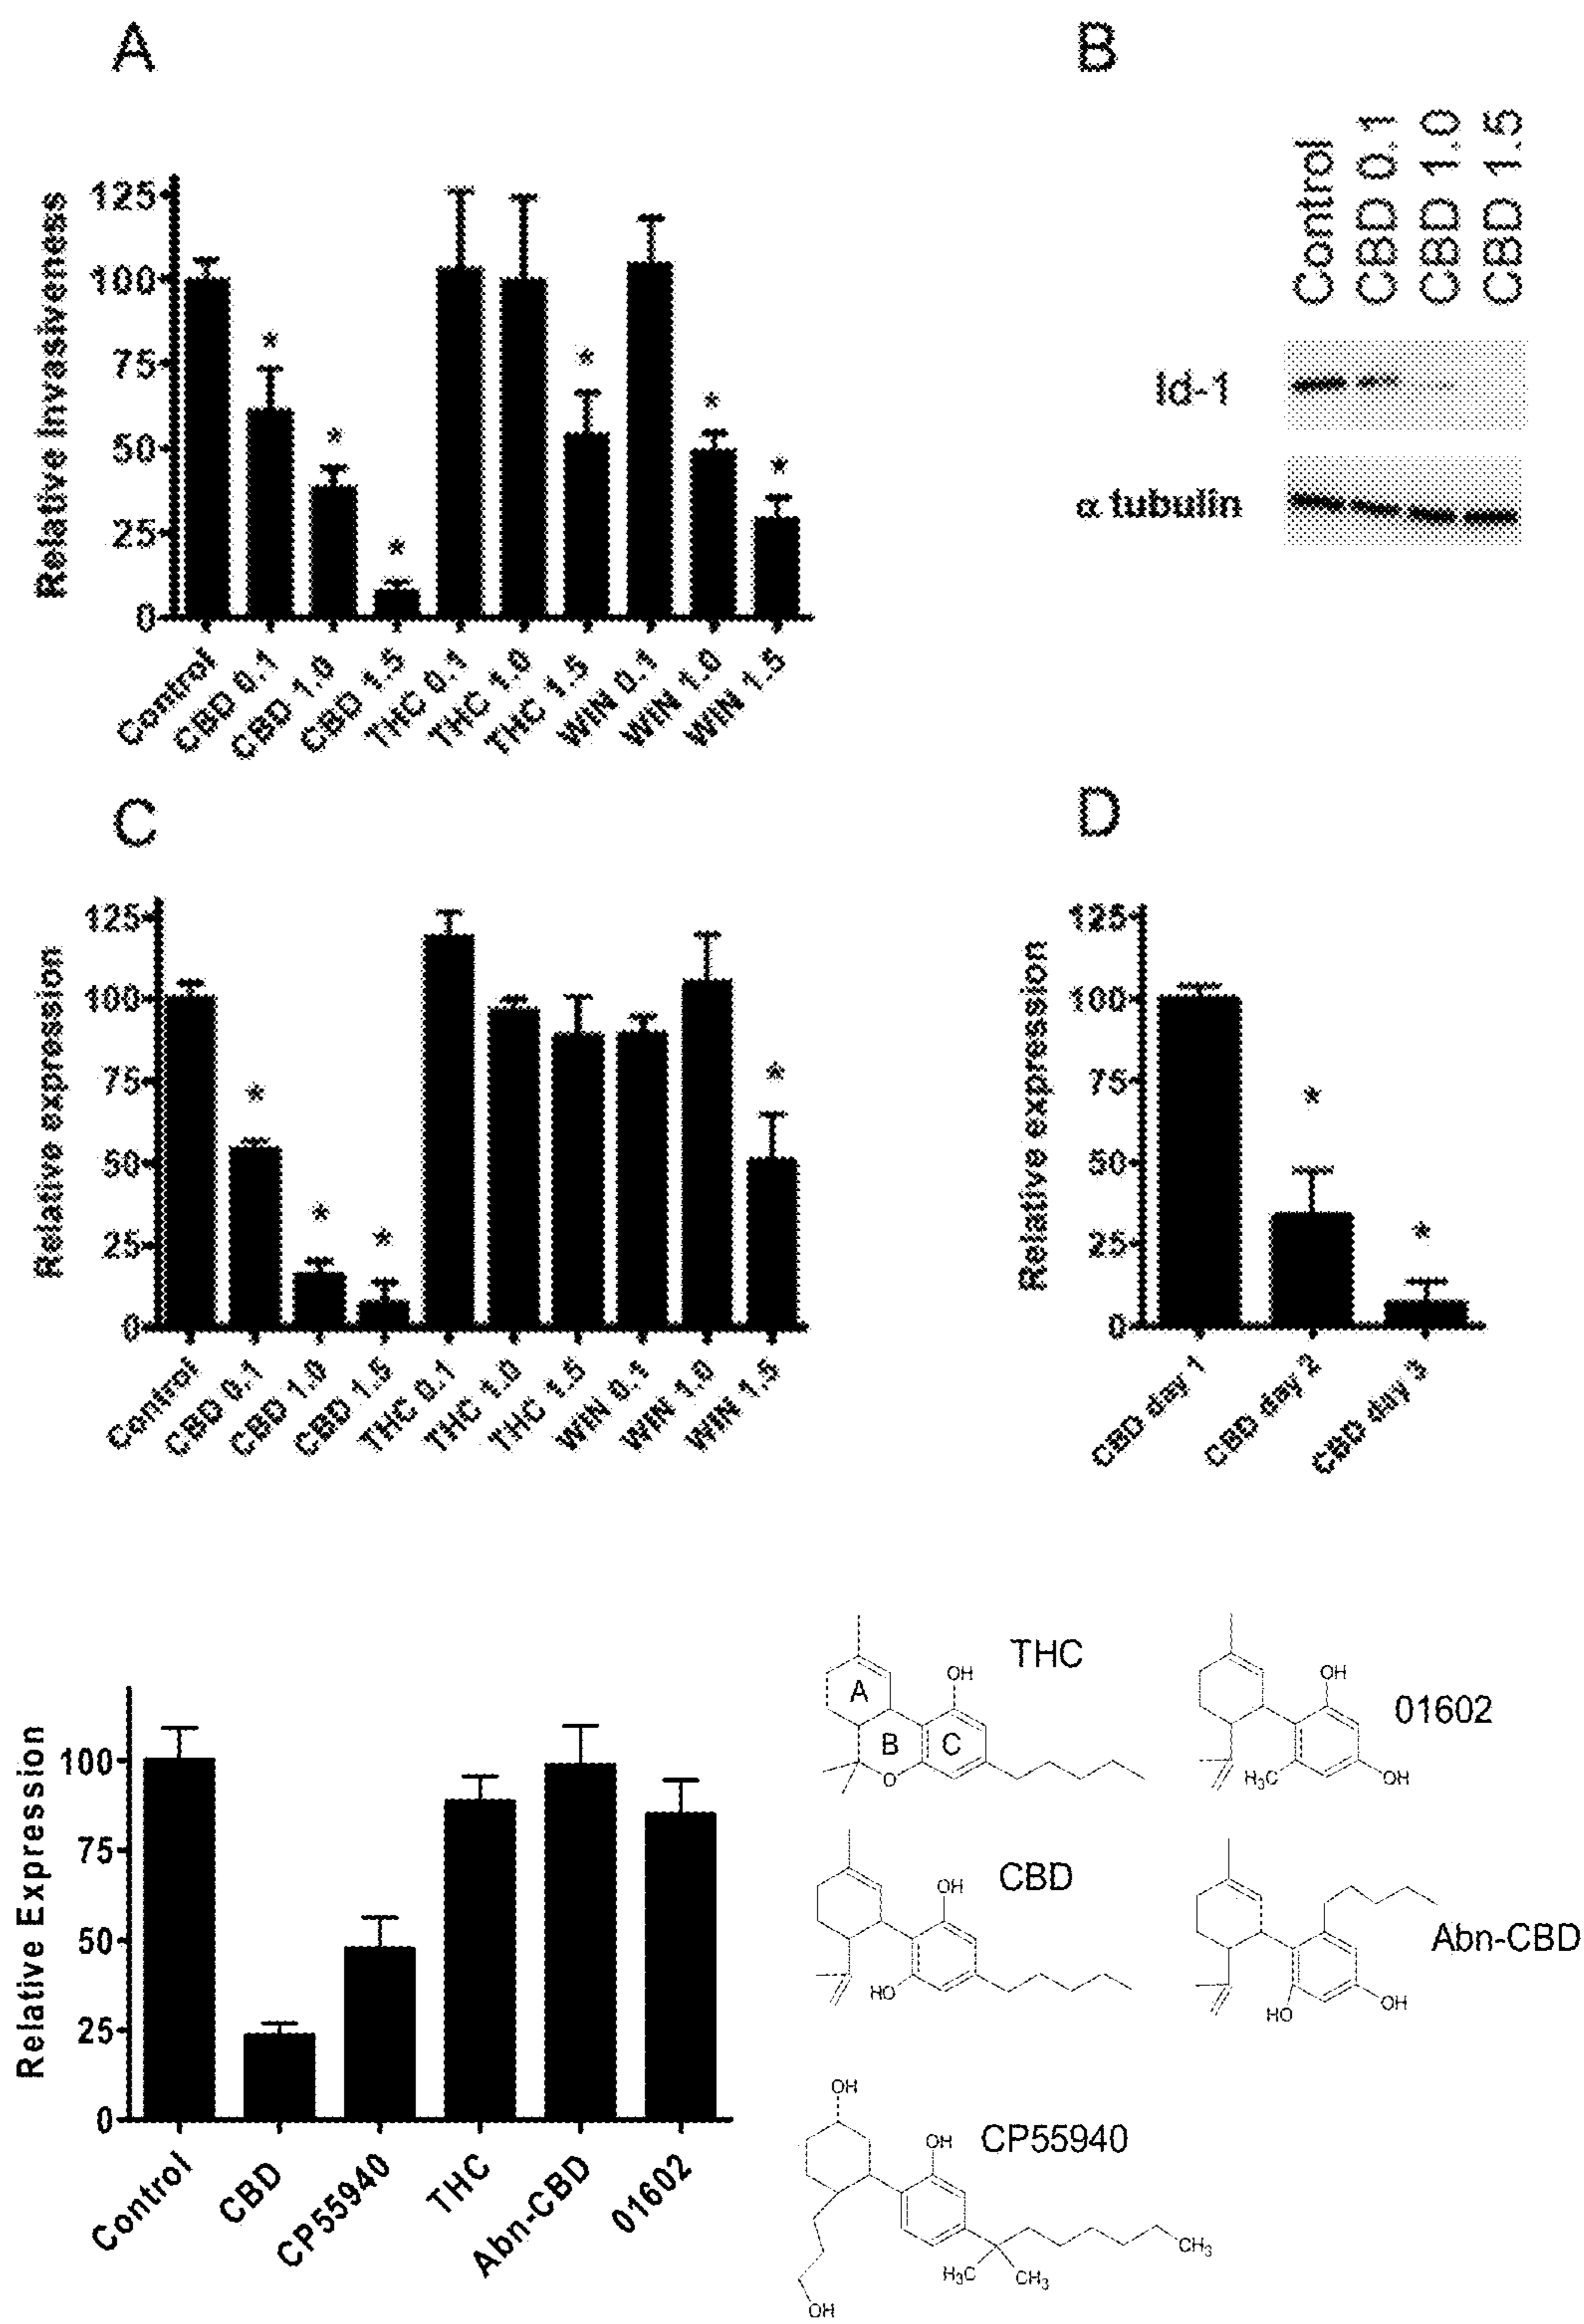 A
Relative invasiveness
125
100
75
50
25
0
*
*
*
*
*
*
Control
CBD 0.1
CBD 1.0
CBD 1.5
THC 0.1
THC 1.0
THC 1.5
WIN 0.1
WIN 1.0
WIN 1.5
B
Control
CBD 0.1
CBD 1.0
CBD 1.5
Id-1
α tubulin
C
Relative expression
125
100
75
50
25
0
*
*
*
*
Control
CBD 0.1
CBD 1.0
CBD 1.5
THC 0.1
THC 1.0
THC 1.5
WIN 0.1
WIN 1.0
WIN 1.5
D
Relative expression
125
100
75
50
25
0
*
*
CBD day 1
CBD day 2
CBD day 3
Relative Expression
100
75
50
25
0
Control
CBD
CP55940
THC
Abn-CBD
01602
THC
OH
A
B
C
O
01602
OH
H₃C
OH
CBD
OH
HO
Abn-CBD
HO
OH
CP55940
OH
OH
OH
H₃C
CH₃
CH₃